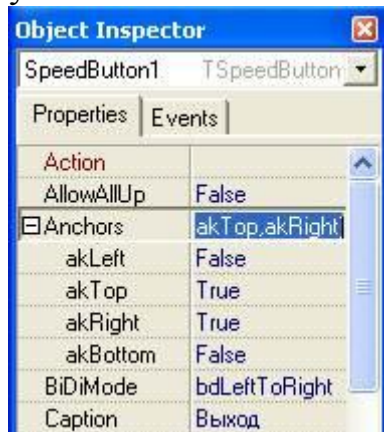 Object Inspector
SpeedButton1 TSpeedButton
Properties Events
Action
AllowAllUp False
Anchors akTop,akRight]
akLeft False
akTop True
akRight True
akBottom False
BiDiMode bdLeftToRight
Caption Выход